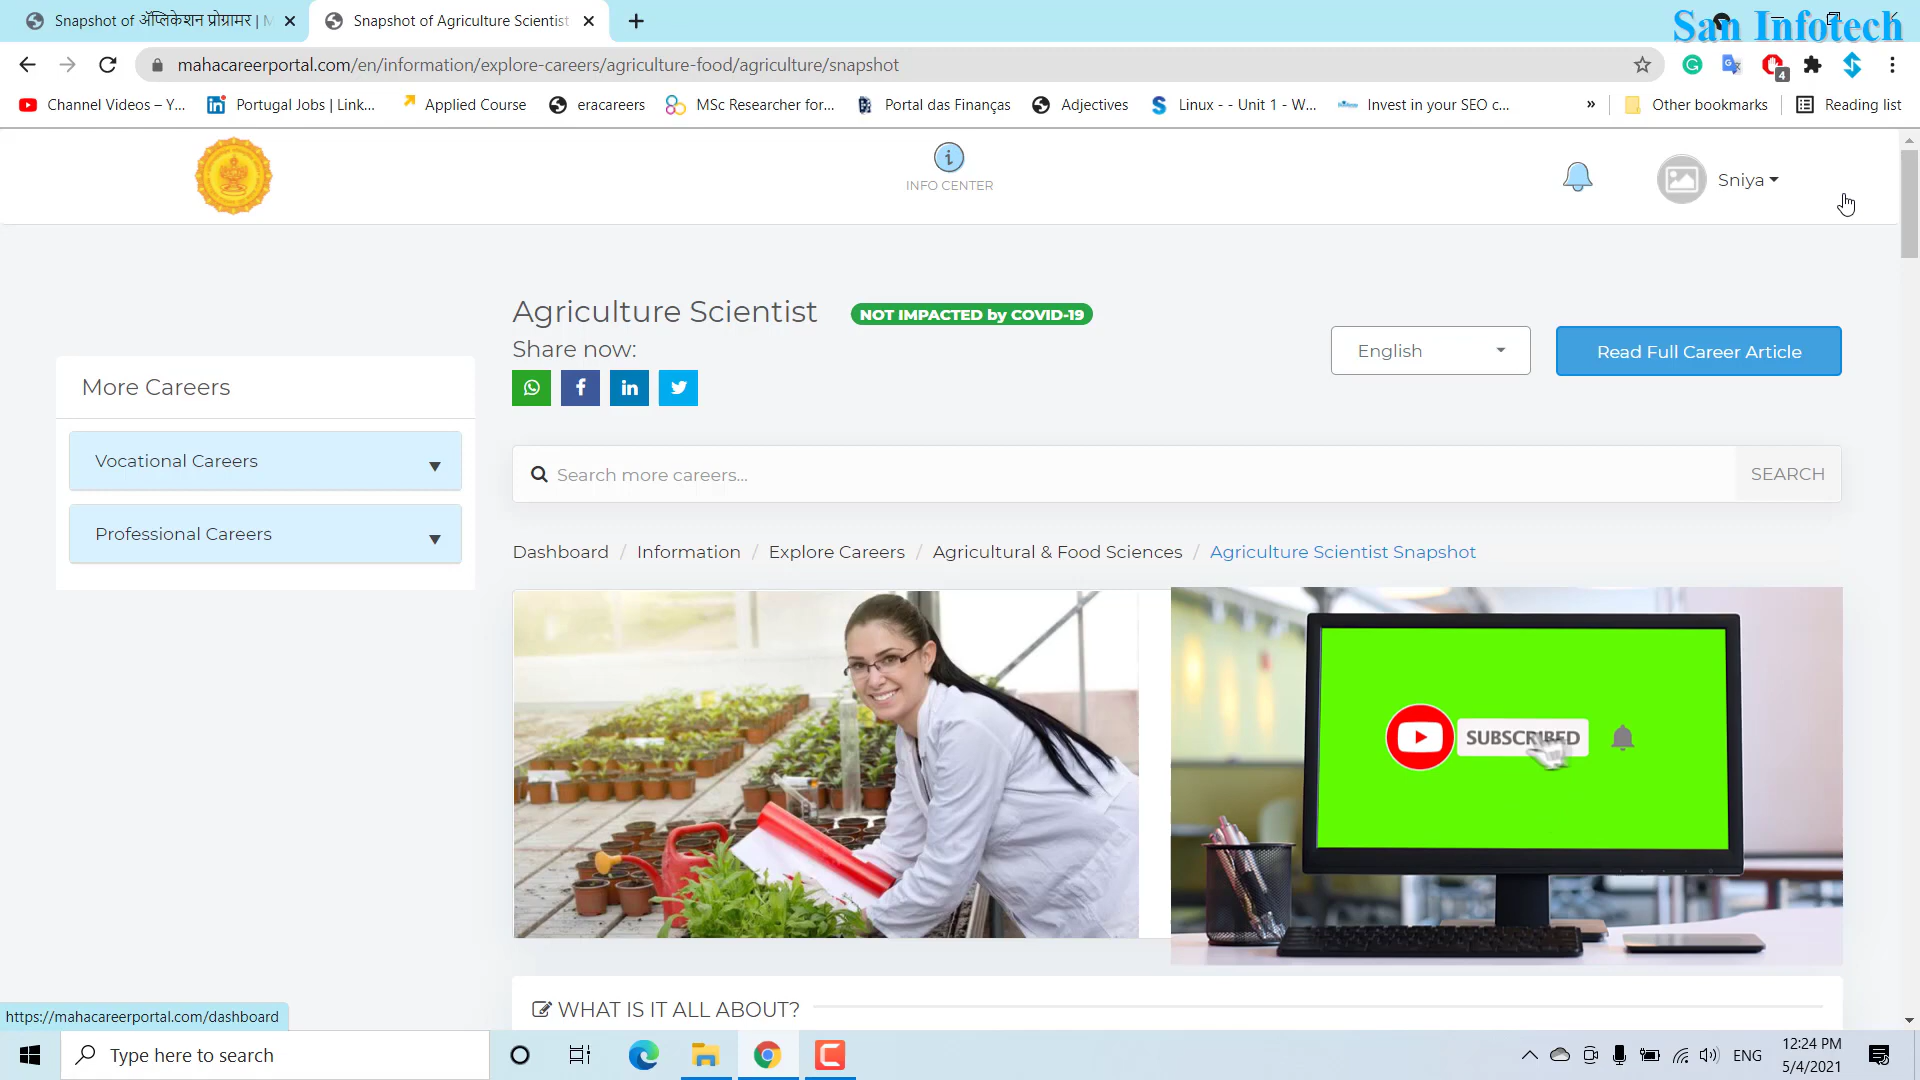 Snapshot of ॲप्लिकेशन प्रोग्रामर | M
Snapshot of Agriculture Scientist
San Infotech
mahacareerportal.com/en/information/explore-careers/agriculture-food/agriculture/snapshot
4
Channel Videos – Y...
Portugal Jobs | Link...
Applied Course
eracareers
MSc Researcher for...
Portal das Finanças
Adjectives
Linux - - Unit 1 - W...
Invest in your SEO c...
»
Other bookmarks
Reading list
INFO CENTER
Sniya
Agriculture Scientist
NOT IMPACTED by COVID-19
Share now:
English
Read Full Career Article
More Careers
Vocational Careers
Professional Careers
Search more careers...
SEARCH
Dashboard / Information / Explore Careers / Agricultural & Food Sciences / Agriculture Scientist Snapshot
SUBSCRIBED
WHAT IS IT ALL ABOUT?
https://mahacareerportal.com/dashboard
Type here to search
ENG
12:24 PM
5/4/2021